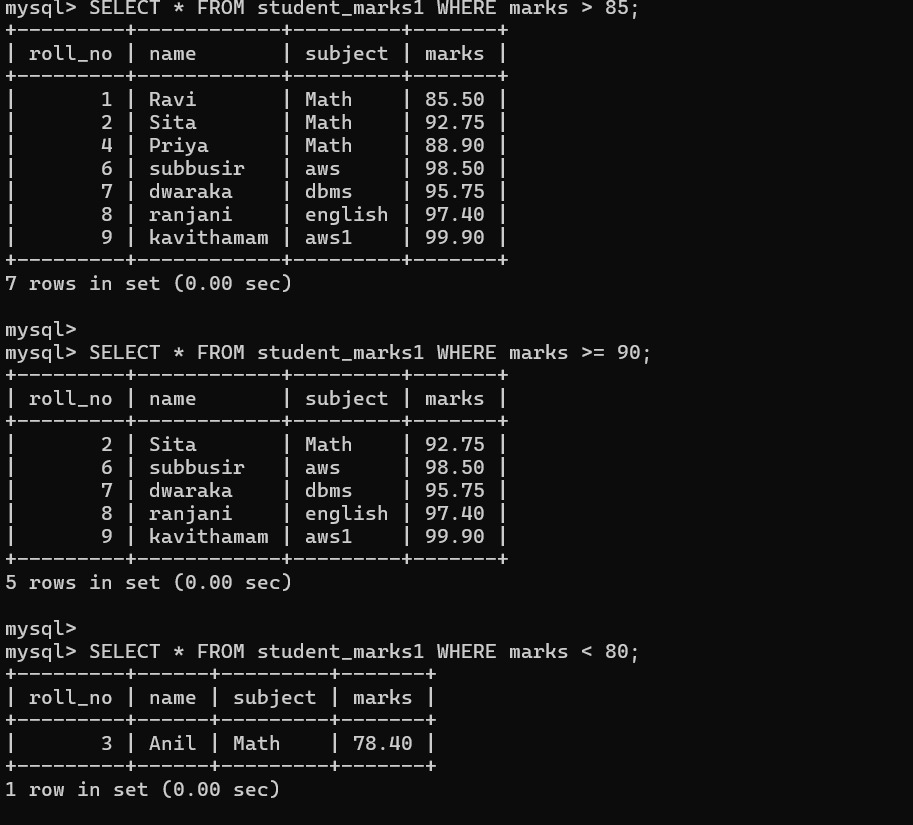 mysql> SELECT * FROM student_marks1 WHERE marks > 85;
+---------+------------+---------+-------+
| roll_no | name       | subject | marks |
+---------+------------+---------+-------+
|       1 | Ravi       | Math    | 85.50 |
|       2 | Sita       | Math    | 92.75 |
|       4 | Priya      | Math    | 88.90 |
|       6 | subbusir   | aws     | 98.50 |
|       7 | dwaraka    | dbms    | 95.75 |
|       8 | ranjani    | english | 97.40 |
|       9 | kavithamam | aws1    | 99.90 |
+---------+------------+---------+-------+
7 rows in set (0.00 sec)

mysql>
mysql> SELECT * FROM student_marks1 WHERE marks >= 90;
+---------+------------+---------+-------+
| roll_no | name       | subject | marks |
+---------+------------+---------+-------+
|       2 | Sita       | Math    | 92.75 |
|       6 | subbusir   | aws     | 98.50 |
|       7 | dwaraka    | dbms    | 95.75 |
|       8 | ranjani    | english | 97.40 |
|       9 | kavithamam | aws1    | 99.90 |
+---------+------------+---------+-------+
5 rows in set (0.00 sec)

mysql>
mysql> SELECT * FROM student_marks1 WHERE marks < 80;
+---------+------+---------+-------+
| roll_no | name | subject | marks |
+---------+------+---------+-------+
|       3 | Anil | Math    | 78.40 |
+---------+------+---------+-------+
1 row in set (0.00 sec)